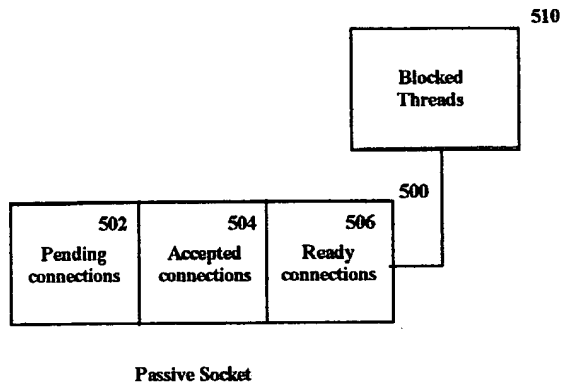 510
Blocked
Threads
500
502
Pending
connections
504
Accepted
connections
506
Ready
connections
Passive Socket